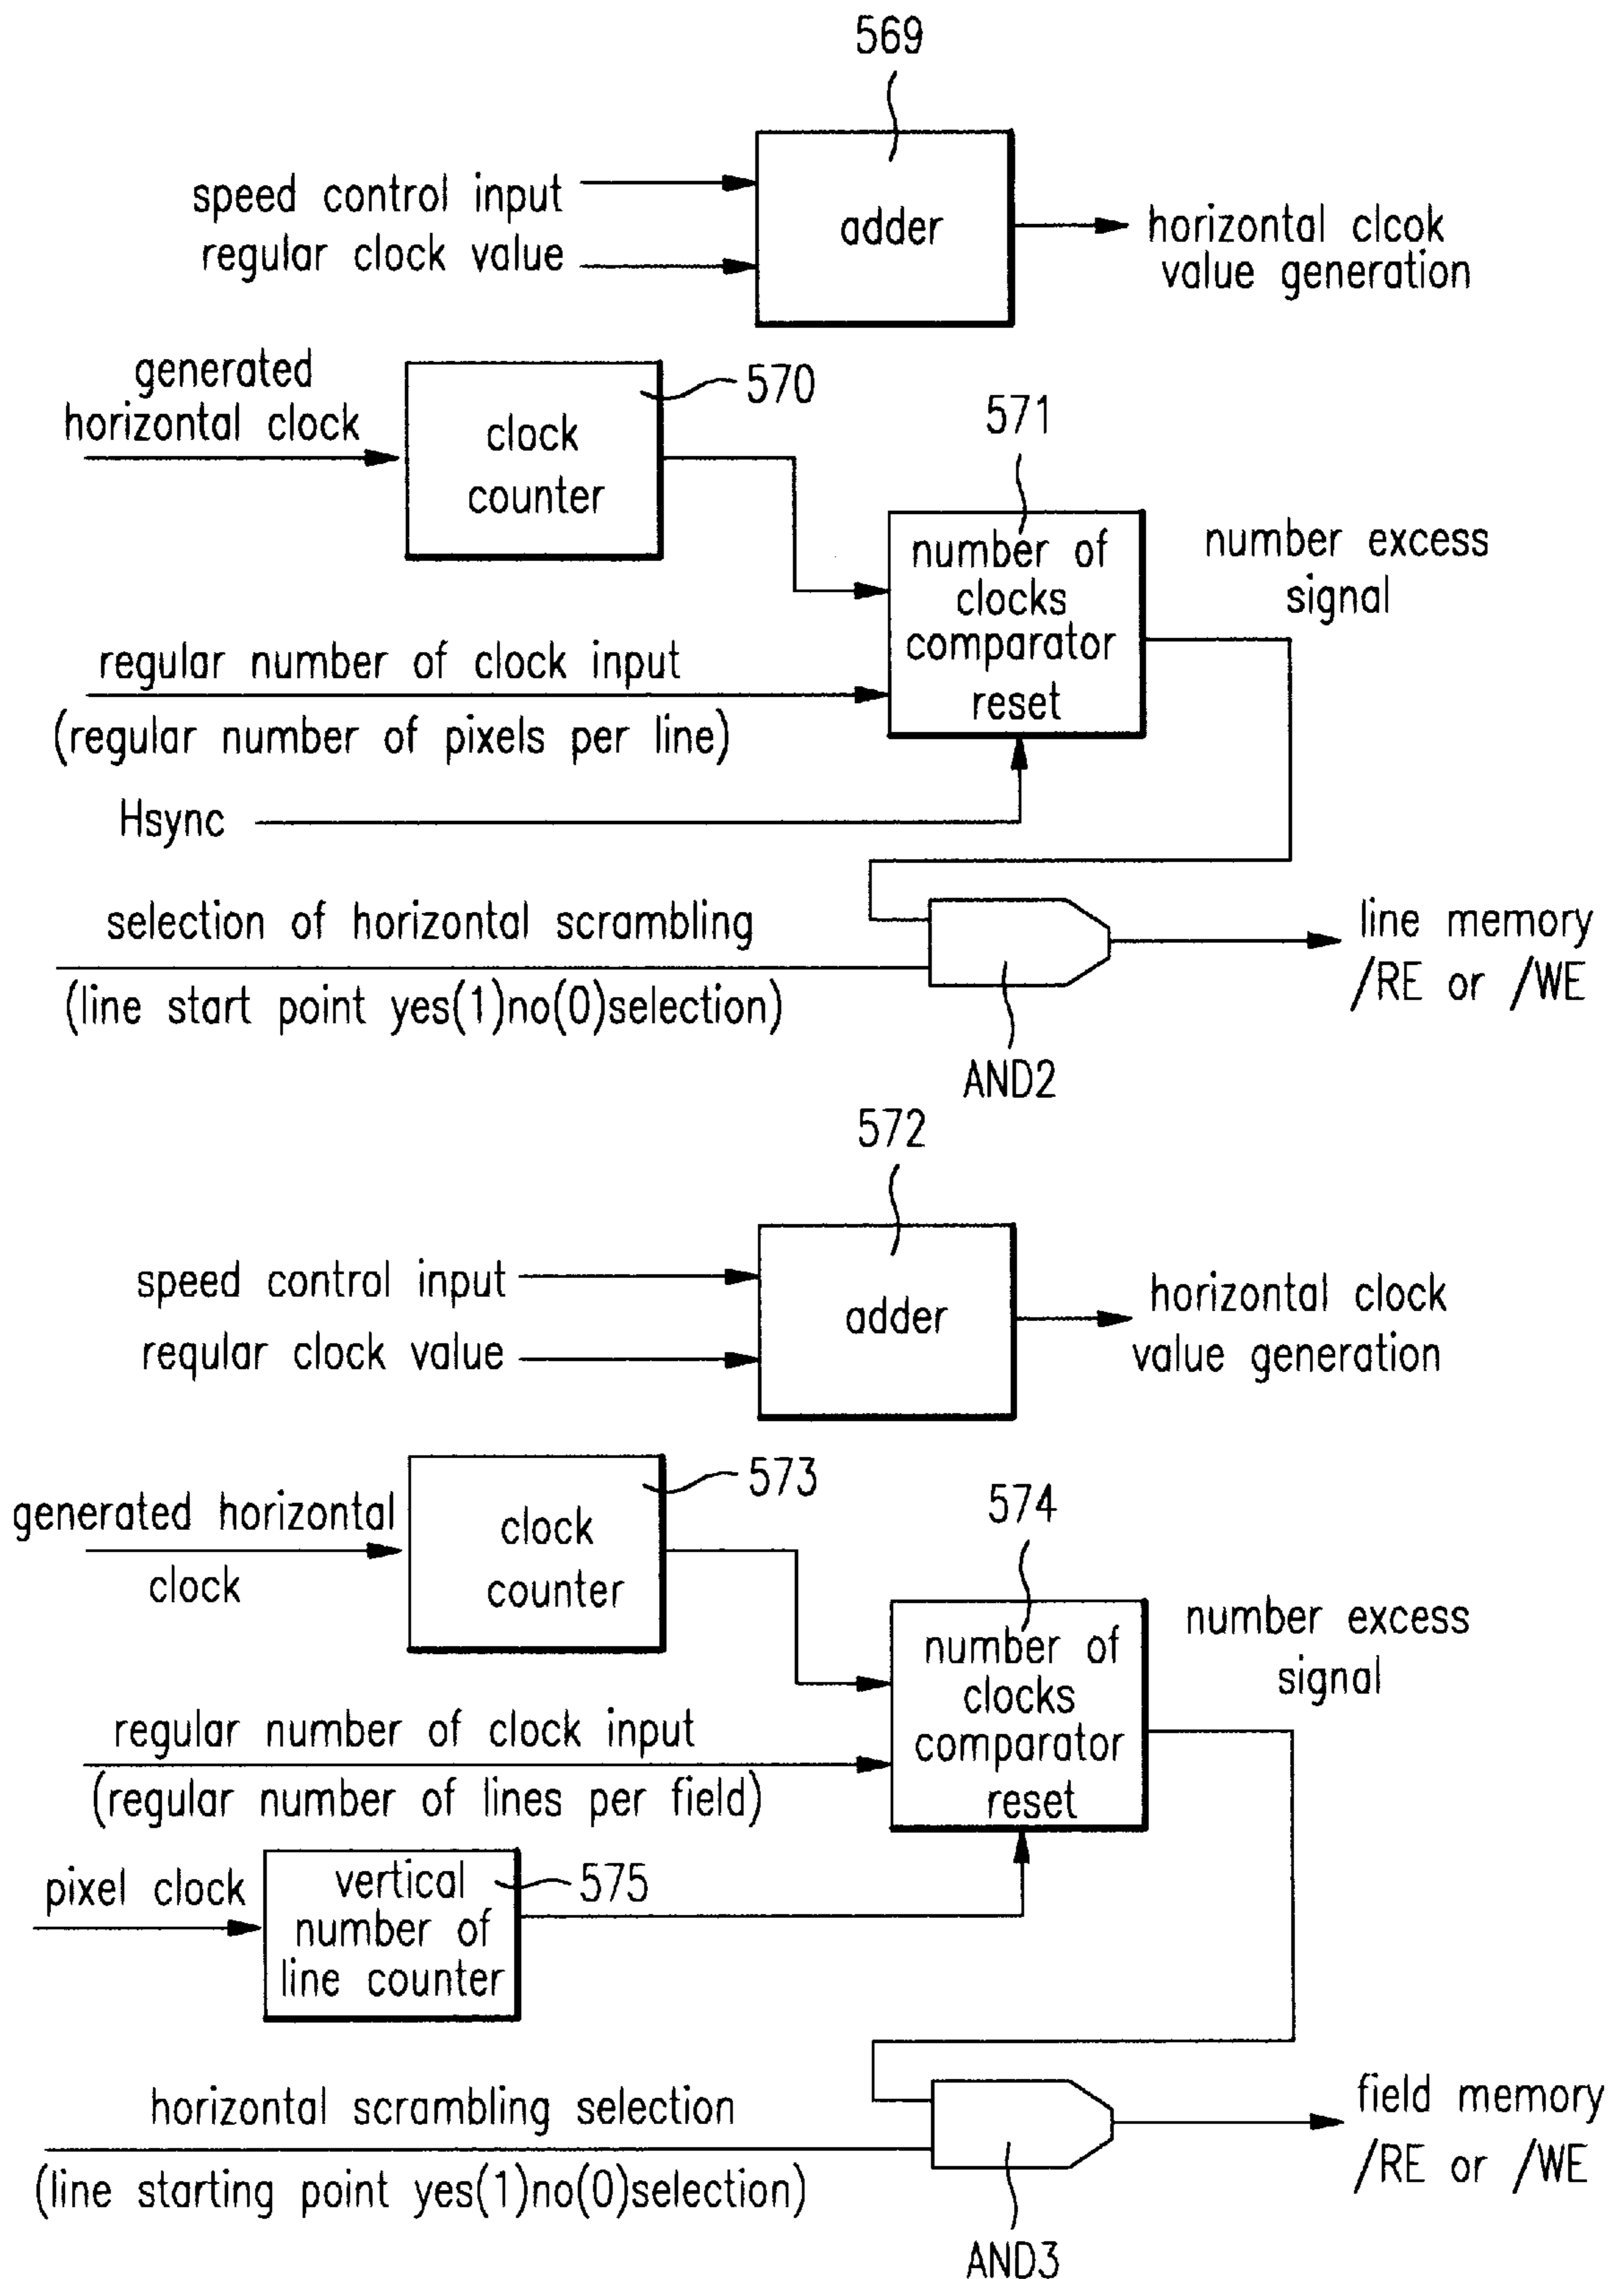 569
speed control input
regular clock value
adder
horizontal clcok
value generation
generated
horizontal clock
clock
counter
570
571
number of
clocks
comparator
reset
number excess
signal
regular number of clock input
(regular number of pixels per line)
Hsync
selection of horizontal scrambling
(line start point yes(1)no(0)selection)
line memory
/RE or /WE
AND2
572
speed control input
reqular clock value
adder
horizontal clock
value generation
generated horizontal
clock
clock
counter
573
574
number of
clocks
comparator
reset
number excess
signal
regular number of clock input
(regular number of lines per field)
pixel clock
vertical
number of
line counter
575
horizontal scrambling selection
(line starting point yes(1)no(0)selection)
field memory
/RE or /WE
AND3